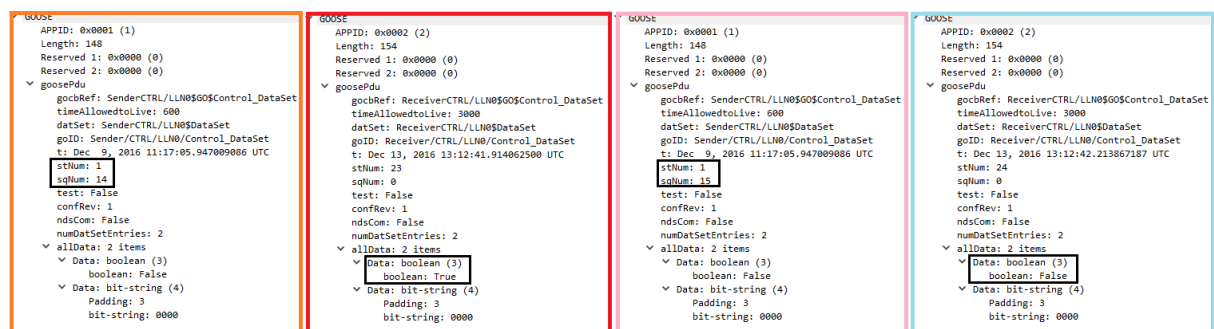 GOOSE
APPID: 0x0001 (1)
Length: 148
Reserved 1: 0x0000 (0)
Reserved 2: 0x0000 (0)
goosePdu
gocbRef: SenderCTRL/LLN0$GO$Control_DataSet
timeAllowedtoLive: 600
datSet: SenderCTRL/LLN0$DataSet
goID: Sender/CTRL/LLN0/Control_DataSet
t: Dec  9, 2016 11:17:05.947009086 UTC
stNum: 1
sqNum: 14
test: False
confRev: 1
ndsCom: False
numDatSetEntries: 2
allData: 2 items
Data: boolean (3)
boolean: False
Data: bit-string (4)
Padding: 3
bit-string: 0000
GOOSE
APPID: 0x0002 (2)
Length: 154
Reserved 1: 0x0000 (0)
Reserved 2: 0x0000 (0)
goosePdu
gocbRef: ReceiverCTRL/LLN0$GO$Control_DataSet
timeAllowedtoLive: 3000
datSet: ReceiverCTRL/LLN0$DataSet
goID: Receiver/CTRL/LLN0/Control_DataSet
t: Dec 13, 2016 13:12:41.914062500 UTC
stNum: 23
sqNum: 0
test: False
confRev: 1
ndsCom: False
numDatSetEntries: 2
allData: 2 items
Data: boolean (3)
boolean: True
Data: bit-string (4)
Padding: 3
bit-string: 0000
GOOSE
APPID: 0x0001 (1)
Length: 148
Reserved 1: 0x0000 (0)
Reserved 2: 0x0000 (0)
goosePdu
gocbRef: SenderCTRL/LLN0$GO$Control_DataSet
timeAllowedtoLive: 600
datSet: SenderCTRL/LLN0$DataSet
goID: Sender/CTRL/LLN0/Control_DataSet
t: Dec  9, 2016 11:17:05.947009086 UTC
stNum: 1
sqNum: 15
test: False
confRev: 1
ndsCom: False
numDatSetEntries: 2
allData: 2 items
Data: boolean (3)
boolean: False
Data: bit-string (4)
Padding: 3
bit-string: 0000
GOOSE
APPID: 0x0002 (2)
Length: 154
Reserved 1: 0x0000 (0)
Reserved 2: 0x0000 (0)
goosePdu
gocbRef: ReceiverCTRL/LLN0$GO$Control_DataSet
timeAllowedtoLive: 3000
datSet: ReceiverCTRL/LLN0$DataSet
goID: Receiver/CTRL/LLN0/Control_DataSet
t: Dec 13, 2016 13:12:42.213867187 UTC
stNum: 24
sqNum: 0
test: False
confRev: 1
ndsCom: False
numDatSetEntries: 2
allData: 2 items
Data: boolean (3)
boolean: False
Data: bit-string (4)
Padding: 3
bit-string: 0000